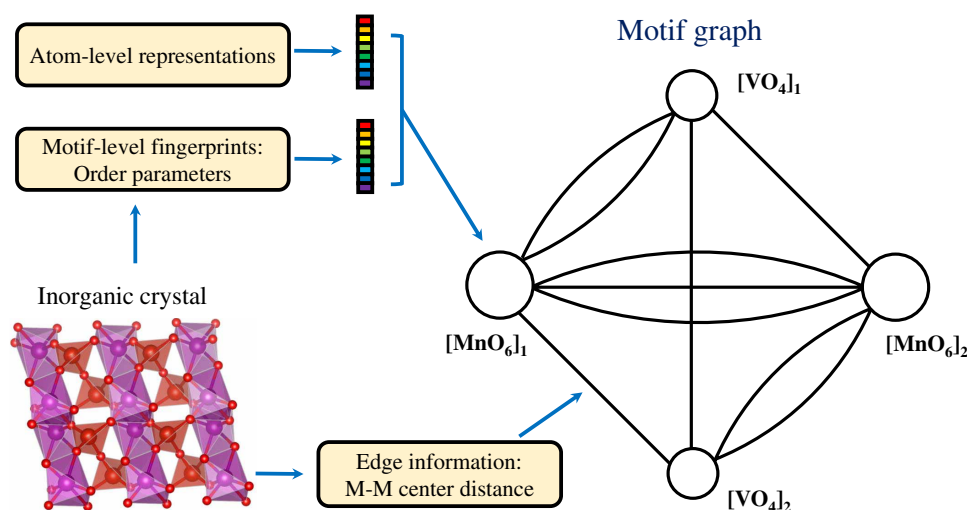 Atom-level representations
Motif-level fingerprints:
Order parameters
Inorganic crystal
Edge information:
M-M center distance
Motif graph
[VO₄]₁
[MnO₆]₁
[MnO₆]₂
[VO₄]₂